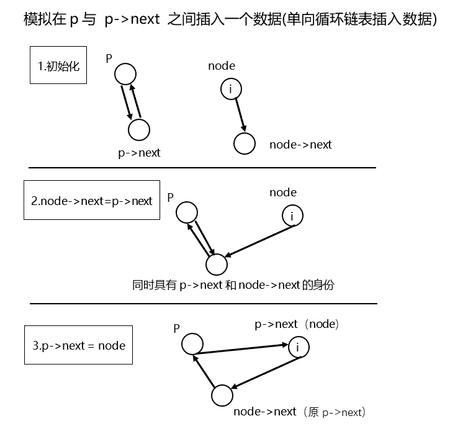 模拟在 p 与 p->next 之间插入一个数据(单向循环链表插入数据)
1.初始化
P
node
i
p->next
node->next
2.node->next=p->next
P
node
i
同时具有 p->next 和 node->next 的身份
3.p->next = node
P
p->next（node）
i
node->next（原 p->next）